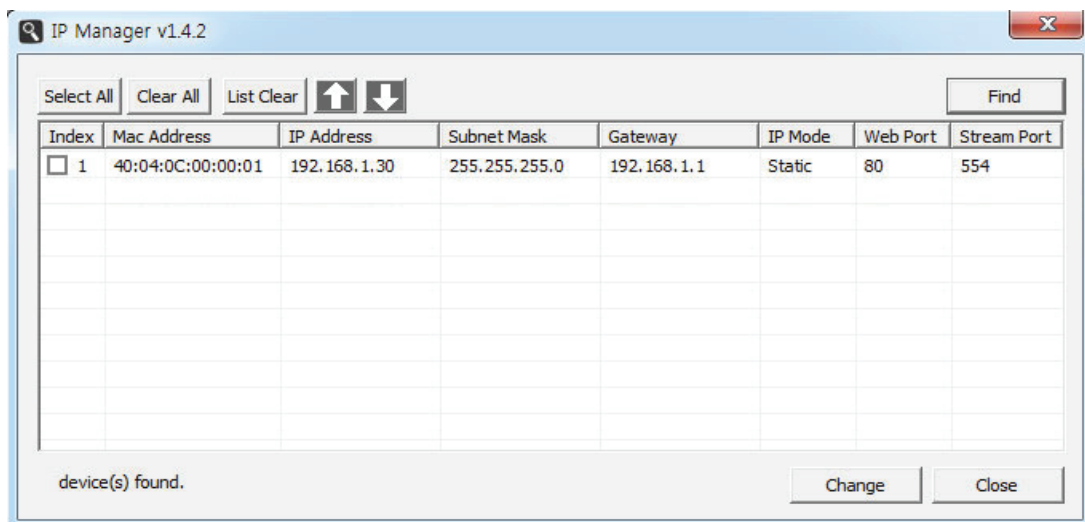 IP Manager v1.4.2
Select All Clear All List Clear Find
Index Mac Address IP Address Subnet Mask Gateway IP Mode Web Port Stream Port
1 40:04:0C:00:00:01 192.168.1.30 255.255.255.0 192.168.1.1 Static 80 554
device(s) found. Change Close